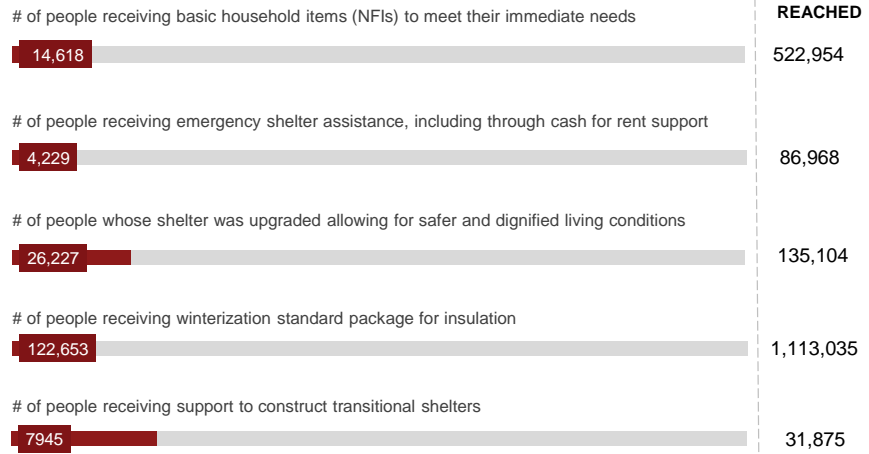 # of people receiving basic household items (NFIs) to meet their immediate needs
REACHED
14,618
522,954
# of people receiving emergency shelter assistance, including through cash for rent support
4,229
86,968
# of people whose shelter was upgraded allowing for safer and dignified living conditions
26,227
135,104
# of people receiving winterization standard package for insulation
122,653
1,113,035
# of people receiving support to construct transitional shelters
7945
31,875